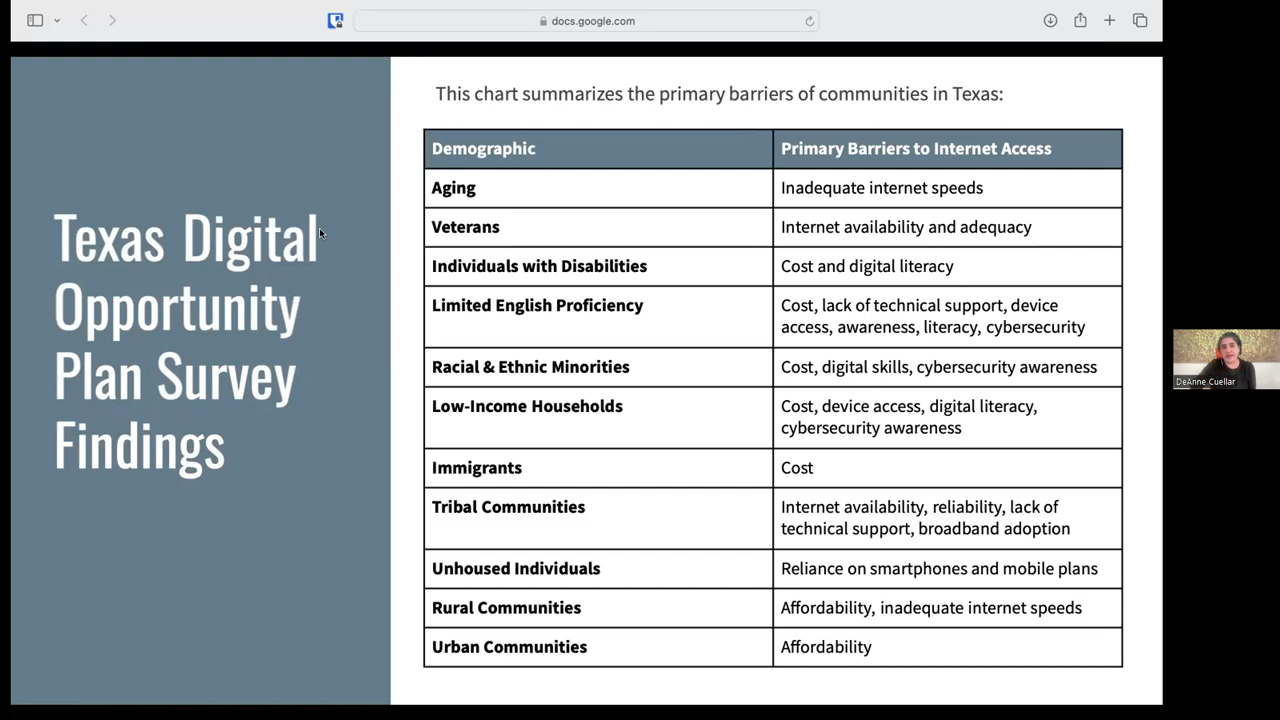 docs.google.com
Texas Digital
Opportunity
Plan Survey
Findings
This chart summarizes the primary barriers of communities in Texas:
Demographic
Primary Barriers to Internet Access
Aging
Inadequate internet speeds
Veterans
Internet availability and adequacy
Individuals with Disabilities
Cost and digital literacy
Limited English Proficiency
Cost, lack of technical support, device
access, awareness, literacy, cybersecurity
Racial & Ethnic Minorities
Cost, digital skills, cybersecurity awareness
Low-Income Households
Cost, device access, digital literacy,
cybersecurity awareness
Immigrants
Cost
Tribal Communities
Internet availability, reliability, lack of
technical support, broadband adoption
Unhoused Individuals
Reliance on smartphones and mobile plans
Rural Communities
Affordability, inadequate internet speeds
Urban Communities
Affordability
DeAnne Cuellar